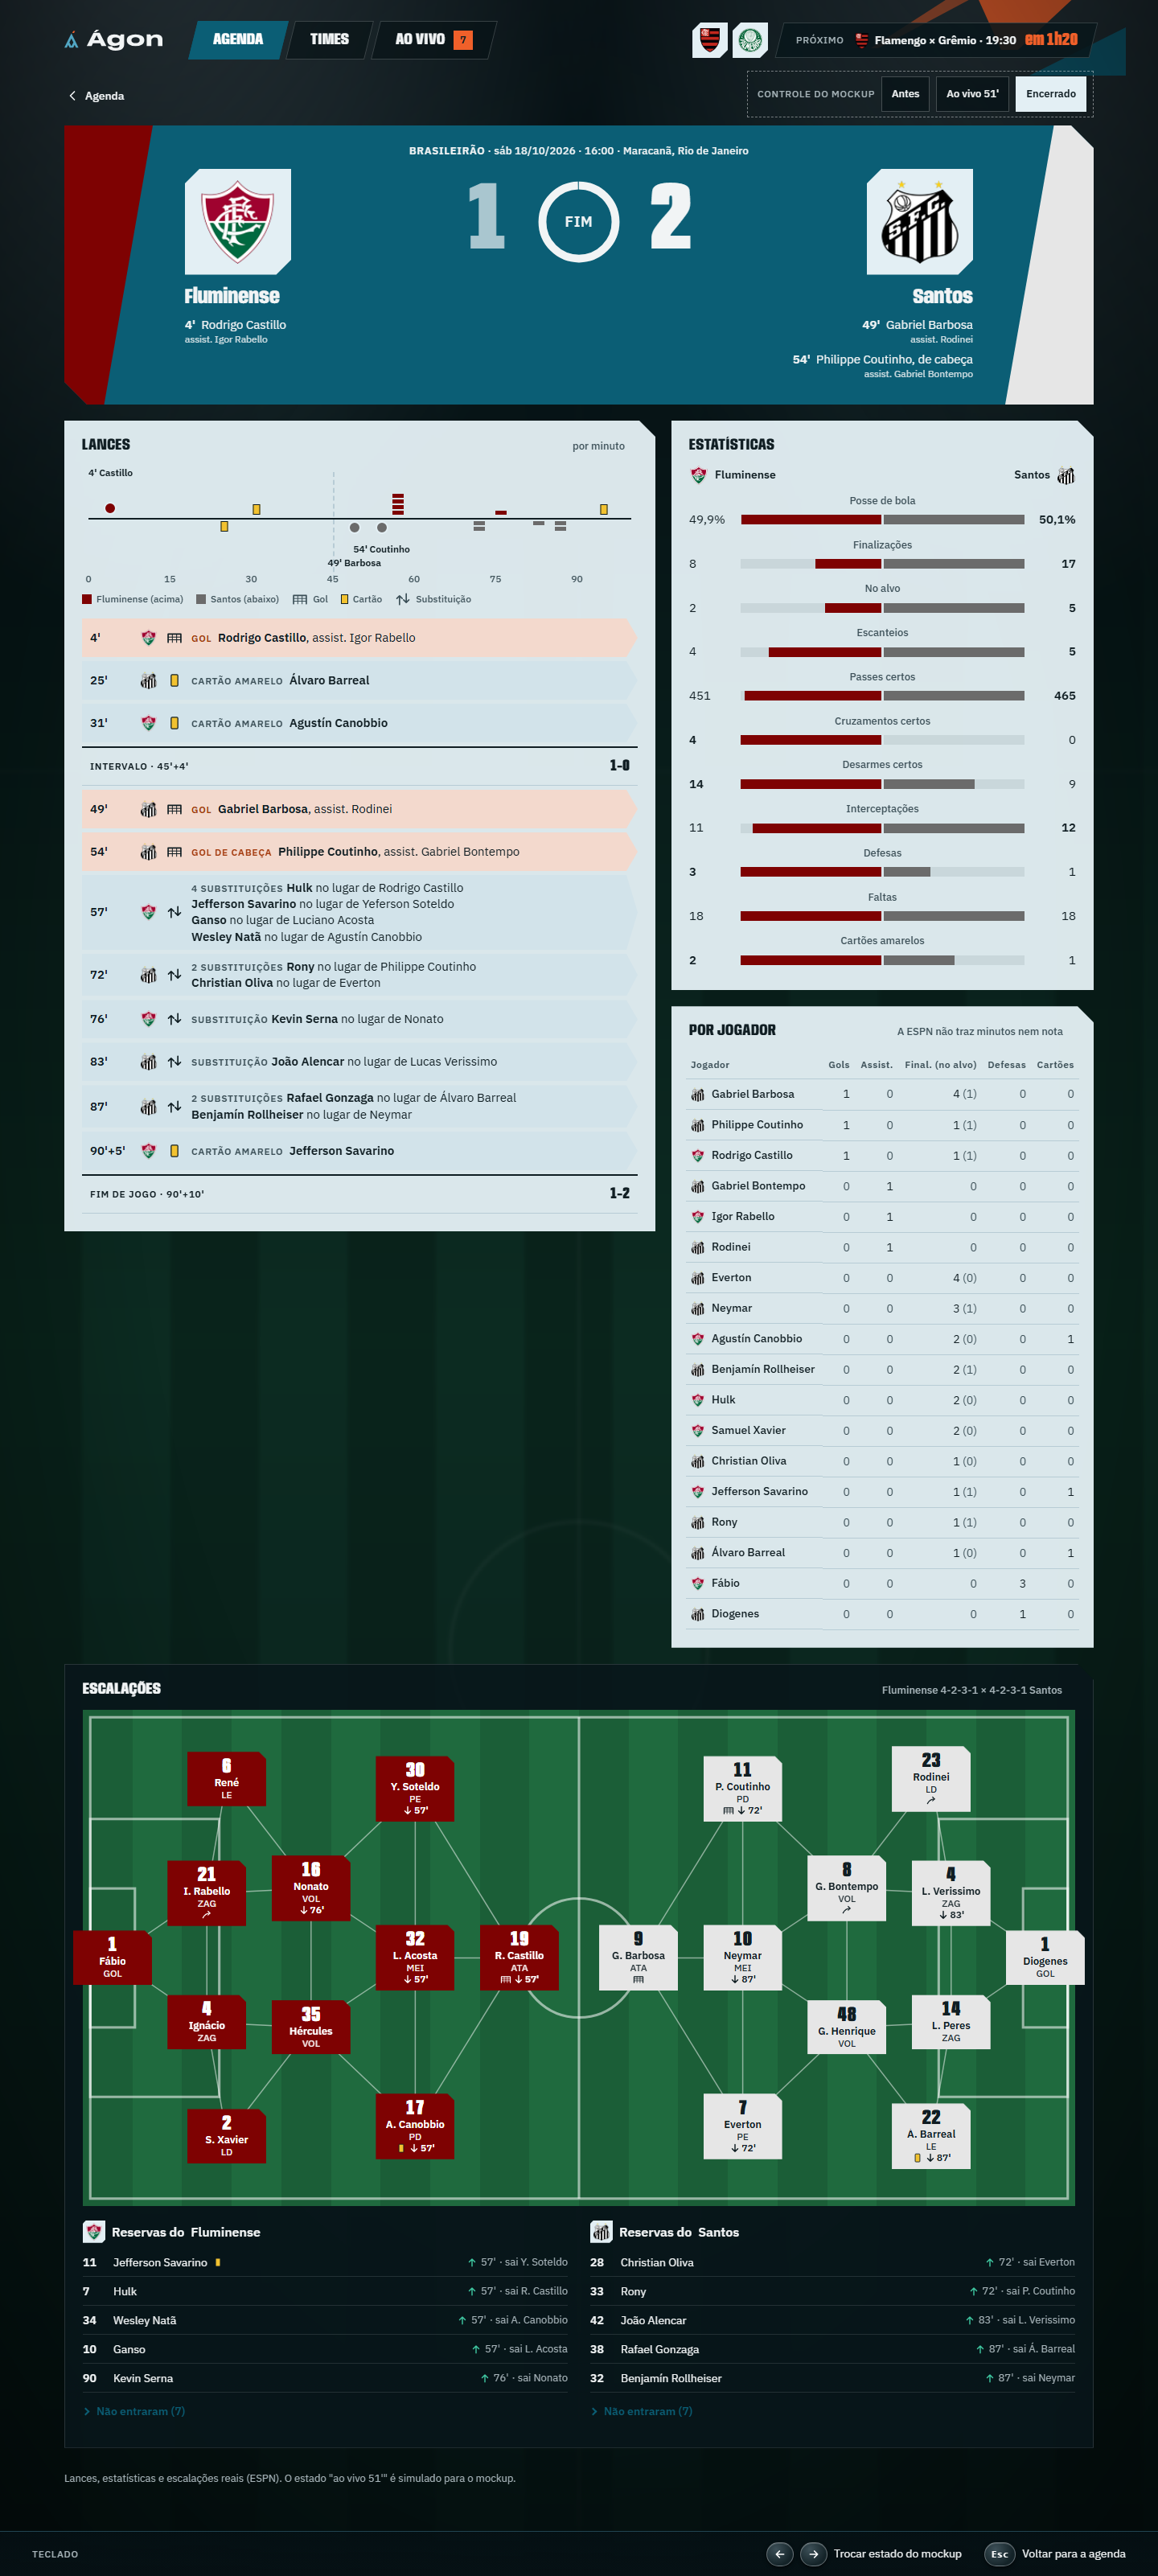 Ágon
AGENDA
TIMES
AO VIVO 7
PRÓXIMO Flamengo × Grêmio · 19:30 em 1h20
Agenda
CONTROLE DO MOCKUP Antes Ao vivo 51' Encerrado
BRASILEIRÃO · sáb 18/10/2026 · 16:00 · Maracanã, Rio de Janeiro
1 FIM 2
Fluminense
4' Rodrigo Castillo
assist. Igor Rabello
Santos
49' Gabriel Barbosa
assist. Rodinei
54' Philippe Coutinho, de cabeça
assist. Gabriel Bontempo
LANCES por minuto
4' Castillo
54' Coutinho
49' Barbosa
0 15 30 45 60 75 90
Fluminense (acima) Santos (abaixo) Gol Cartão Substituição
4' GOL Rodrigo Castillo, assist. Igor Rabello
25' CARTÃO AMARELO Álvaro Barreal
31' CARTÃO AMARELO Agustín Canobbio
INTERVALO · 45'+4' 1-0
49' GOL Gabriel Barbosa, assist. Rodinei
54' GOL DE CABEÇA Philippe Coutinho, assist. Gabriel Bontempo
57' 4 SUBSTITUIÇÕES Hulk no lugar de Rodrigo Castillo
Jefferson Savarino no lugar de Yeferson Soteldo
Ganso no lugar de Luciano Acosta
Wesley Natã no lugar de Agustín Canobbio
72' 2 SUBSTITUIÇÕES Rony no lugar de Philippe Coutinho
Christian Oliva no lugar de Everton
76' SUBSTITUIÇÃO Kevin Serna no lugar de Nonato
83' SUBSTITUIÇÃO João Alencar no lugar de Lucas Verissimo
87' 2 SUBSTITUIÇÕES Rafael Gonzaga no lugar de Álvaro Barreal
Benjamín Rollheiser no lugar de Neymar
90'+5' CARTÃO AMARELO Jefferson Savarino
FIM DE JOGO · 90'+10' 1-2
ESTATÍSTICAS
Fluminense Santos
Posse de bola
49,9% 50,1%
Finalizações
8 17
No alvo
2 5
Escanteios
4 5
Passes certos
451 465
Cruzamentos certos
4 0
Desarmes certos
14 9
Interceptações
11 12
Defesas
3 1
Faltas
18 18
Cartões amarelos
2 1
POR JOGADOR A ESPN não traz minutos nem nota
Jogador Gols Assist. Final. (no alvo) Defesas Cartões
Gabriel Barbosa 1 0 4 (1) 0 0
Philippe Coutinho 1 0 1 (1) 0 0
Rodrigo Castillo 1 0 1 (1) 0 0
Gabriel Bontempo 0 1 0 0 0
Igor Rabello 0 1 0 0 0
Rodinei 0 1 0 0 0
Everton 0 0 4 (0) 0 0
Neymar 0 0 3 (1) 0 0
Agustín Canobbio 0 0 2 (0) 0 1
Benjamín Rollheiser 0 0 2 (1) 0 0
Hulk 0 0 2 (0) 0 0
Samuel Xavier 0 0 2 (0) 0 0
Christian Oliva 0 0 1 (0) 0 0
Jefferson Savarino 0 0 1 (1) 0 1
Rony 0 0 1 (1) 0 0
Álvaro Barreal 0 0 1 (0) 0 1
Fábio 0 0 0 3 0
Diogenes 0 0 0 1 0
ESCALAÇÕES Fluminense 4-2-3-1 × 4-2-3-1 Santos
6
René
LE
30
Y. Soteldo
PE
57'
11
P. Coutinho
PD
72'
23
Rodinei
LD
21
I. Rabello
ZAG
16
Nonato
VOL
76'
8
G. Bontempo
VOL
4
L. Verissimo
ZAG
83'
1
Fábio
GOL
32
L. Acosta
MEI
57'
19
R. Castillo
ATA
57'
9
G. Barbosa
ATA
10
Neymar
MEI
87'
1
Diogenes
GOL
4
Ignácio
ZAG
35
Hércules
VOL
48
G. Henrique
VOL
14
L. Peres
ZAG
2
S. Xavier
LD
17
A. Canobbio
PD
57'
7
Everton
PE
72'
22
Á. Barreal
LE
87'
Reservas do Fluminense
11 Jefferson Savarino 57' · sai Y. Soteldo
7 Hulk 57' · sai R. Castillo
34 Wesley Natã 57' · sai A. Canobbio
10 Ganso 57' · sai L. Acosta
90 Kevin Serna 76' · sai Nonato
Não entraram (7)
Reservas do Santos
28 Christian Oliva 72' · sai Everton
33 Rony 72' · sai P. Coutinho
42 João Alencar 83' · sai L. Verissimo
38 Rafael Gonzaga 87' · sai Á. Barreal
32 Benjamín Rollheiser 87' · sai Neymar
Não entraram (7)
Lances, estatísticas e escalações reais (ESPN). O estado "ao vivo 51'" é simulado para o mockup.
TECLADO ← → Trocar estado do mockup Esc Voltar para a agenda